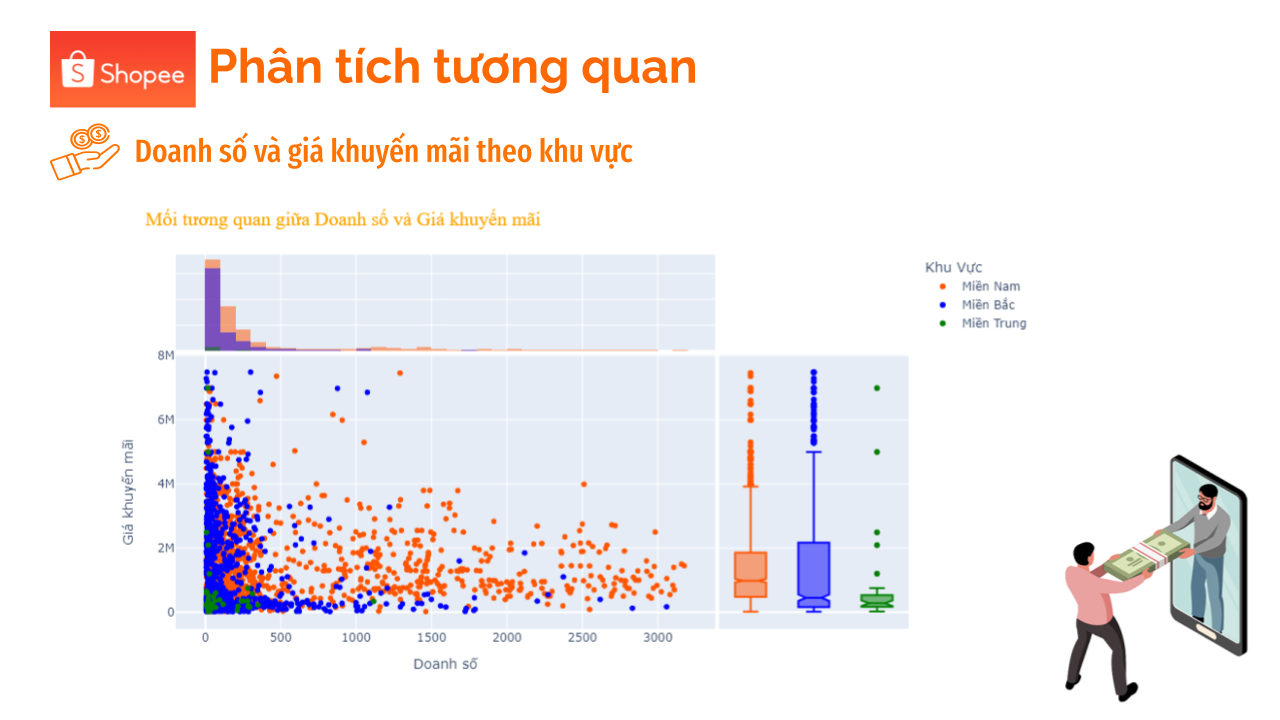 Shopee
Phân tích tương quan
Doanh số và giá khuyến mãi theo khu vực
Mối tương quan giữa Doanh số và Giá khuyến mãi
Khu Vực
Miền Nam
Miền Bắc
Miền Trung
8M
6M
4M
2M
0
Giá khuyến mãi
0 500 1000 1500 2000 2500 3000
Doanh số